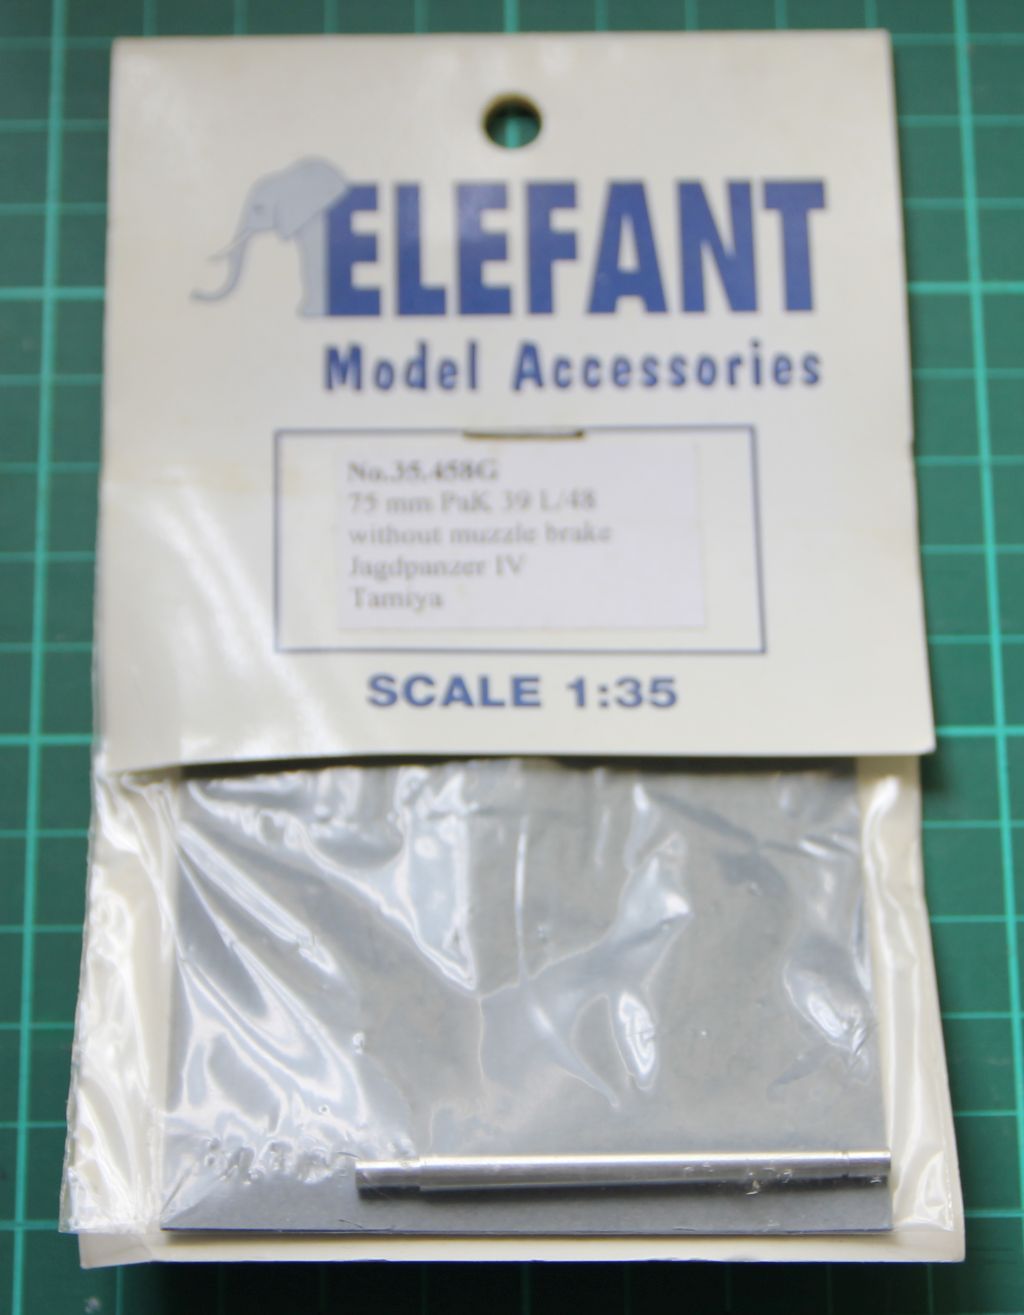 ELEFANT
Model Accessories
No.35.458G
75 mm PaK 39 L/48
without muzzle brake
Jagdpanzer IV
Tamiya
SCALE 1:35